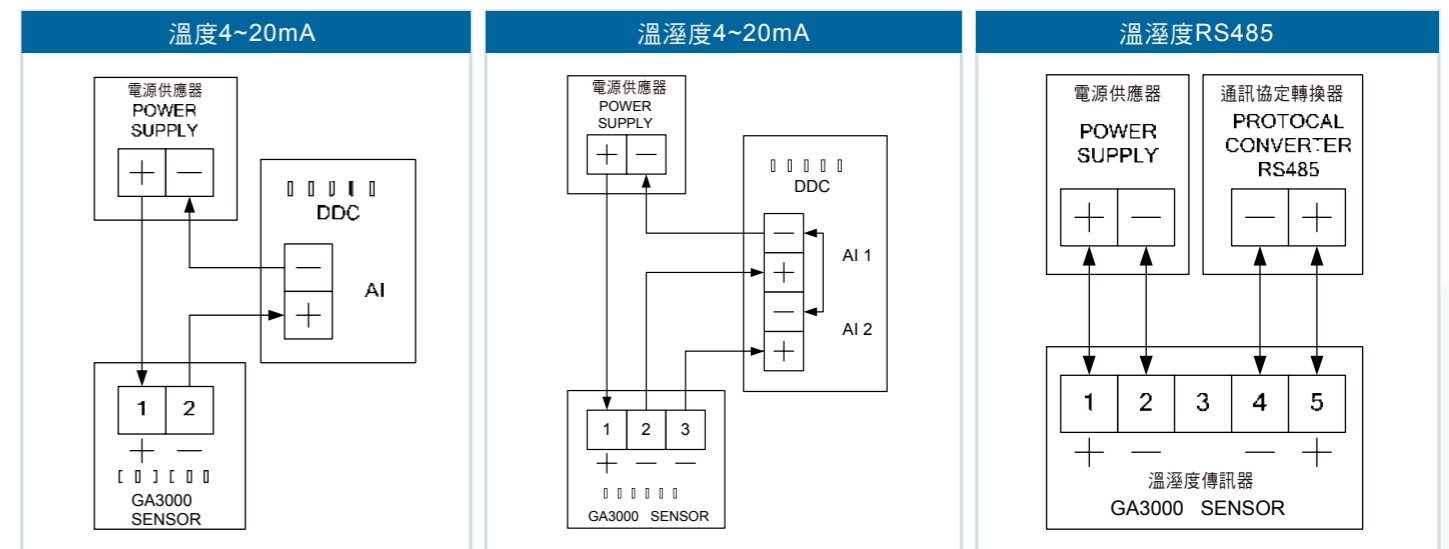 溫度4~20mA
電源供應器
POWER
SUPPLY
+ −
DDC
−
+
AI
1 2
+ −
GA3000
SENSOR
溫溼度4~20mA
電源供應器
POWER
SUPPLY
+ −
DDC
−
+
AI 1
−
+
AI 2
1 2 3
+ − −
GA3000 SENSOR
溫溼度RS485
電源供應器
POWER
SUPPLY
+ −
通訊協定轉換器
PROTOCAL
CONVERTER
RS485
− +
1 2 3 4 5
+ − − +
溫溼度傳訊器
GA3000 SENSOR